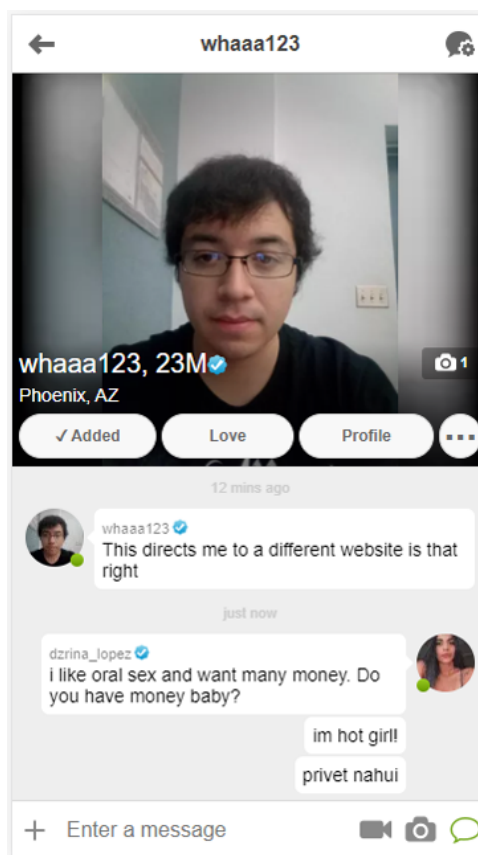 whaaa123
whaaa123, 23M
1
Phoenix, AZ
✓ Added
Love
Profile
12 mins ago
whaaa123
This directs me to a different website is that
right
just now
dzrina_lopez
i like oral sex and want many money. Do
you have money baby?
im hot girl!
privet nahui
Enter a message